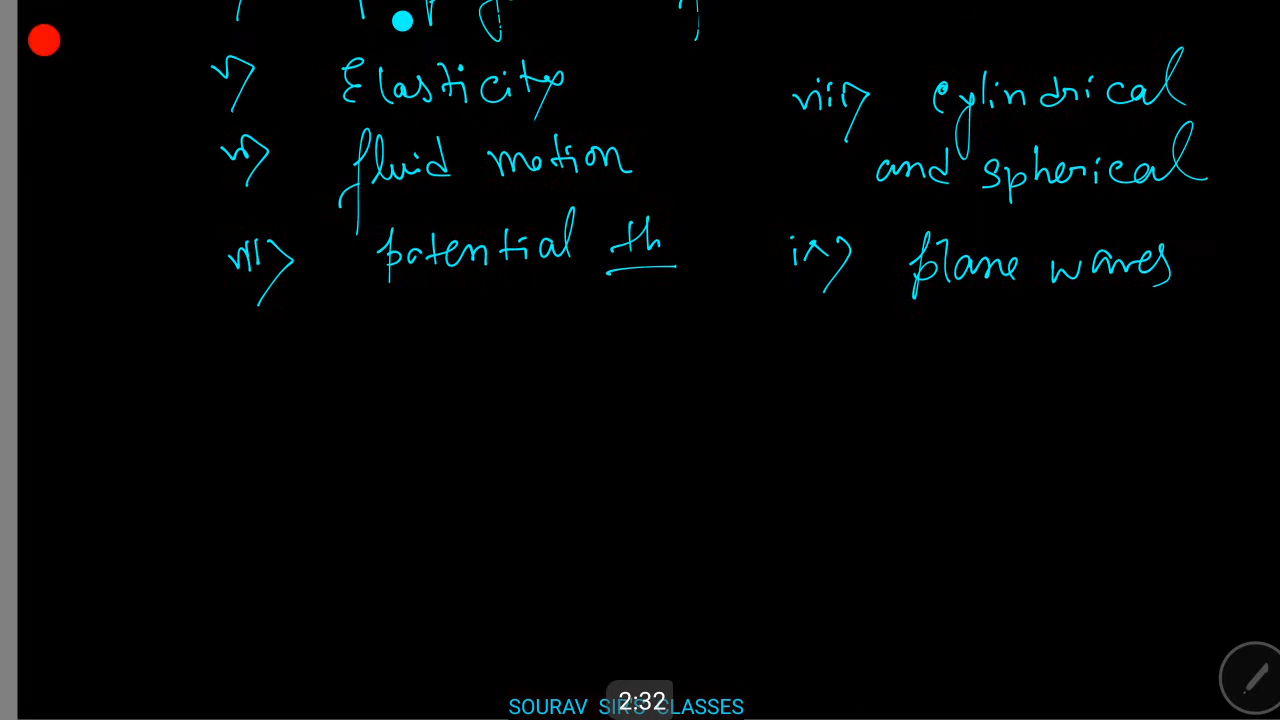 v> Elasticity
vi> fluid motion
vii> potential th
viii> cylindrical
and spherical
ix> plane waves
SOURAV SIR'S CLASSES
2:32